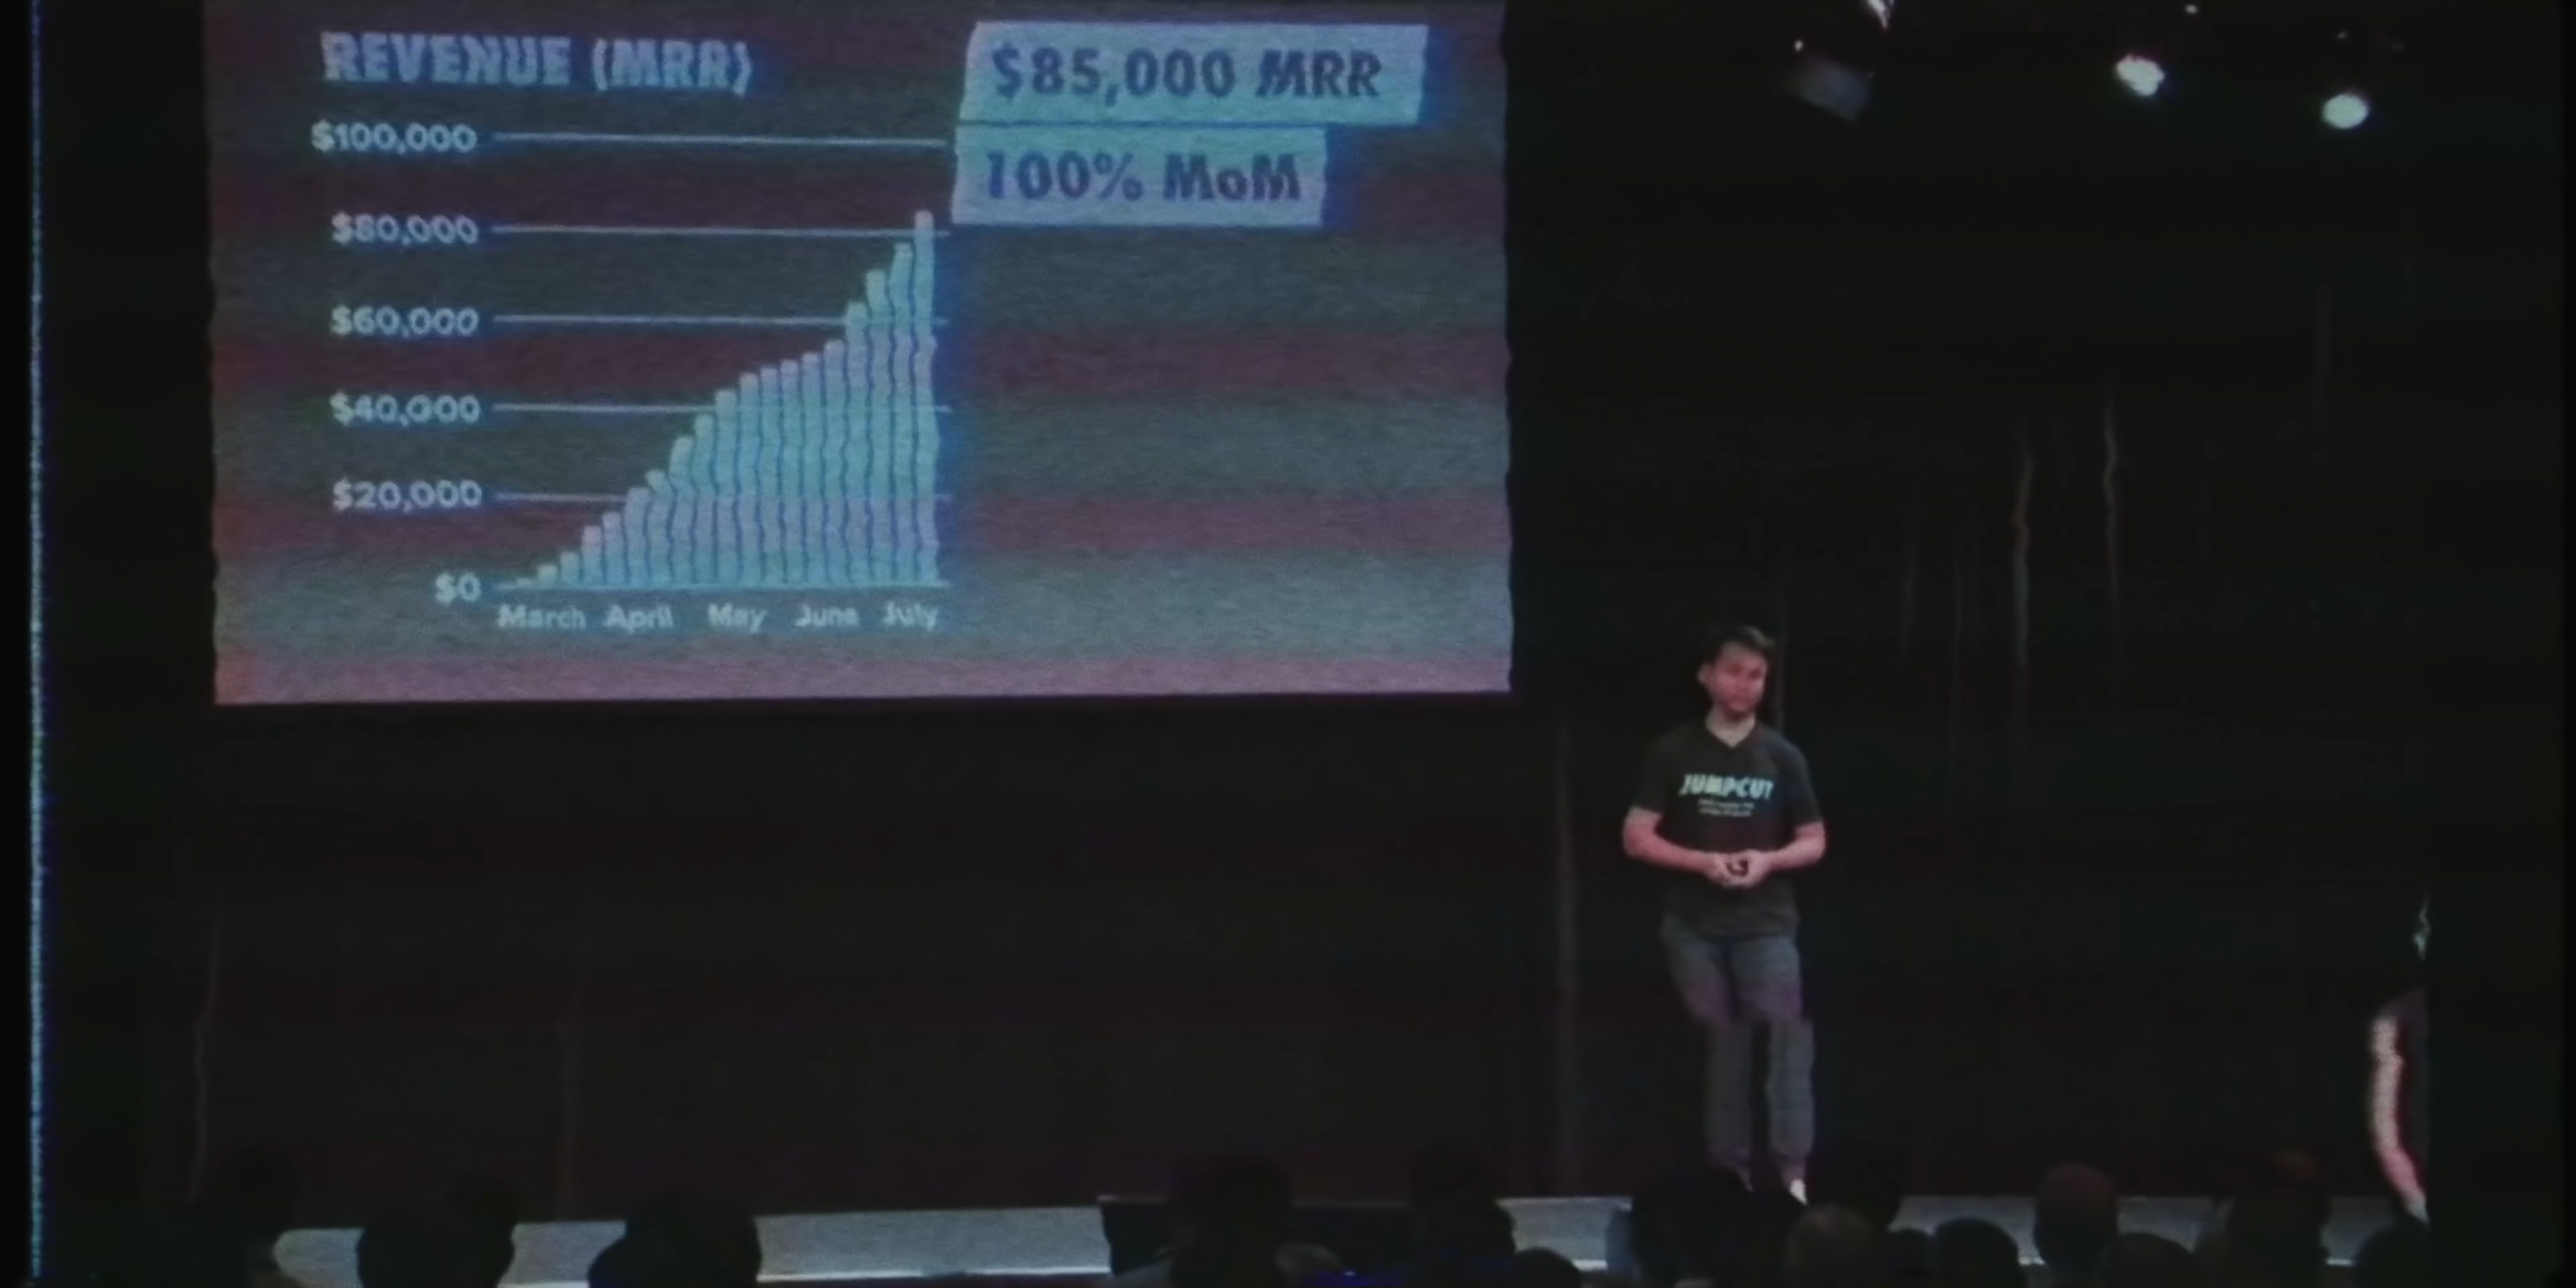 REVENUE (MRR)
$85,000 MRR
100% MoM
$100,000
$80,000
$60,000
$40,000
$20,000
$0
March April May June July
JUMPCUT